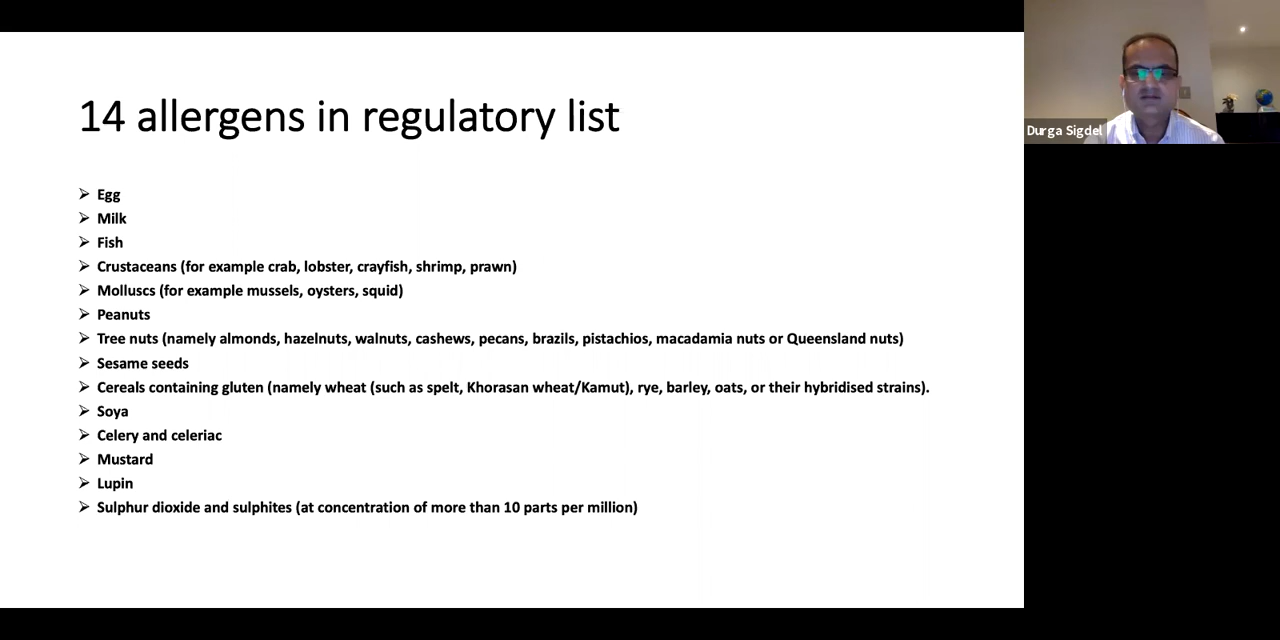 14 allergens in regulatory list
Egg
Milk
Fish
Crustaceans (for example crab, lobster, crayfish, shrimp, prawn)
Molluscs (for example mussels, oysters, squid)
Peanuts
Tree nuts (namely almonds, hazelnuts, walnuts, cashews, pecans, brazils, pistachios, macadamia nuts or Queensland nuts)
Sesame seeds
Cereals containing gluten (namely wheat (such as spelt, Khorasan wheat/Kamut), rye, barley, oats, or their hybridised strains).
Soya
Celery and celeriac
Mustard
Lupin
Sulphur dioxide and sulphites (at concentration of more than 10 parts per million)
Durga Sigdel